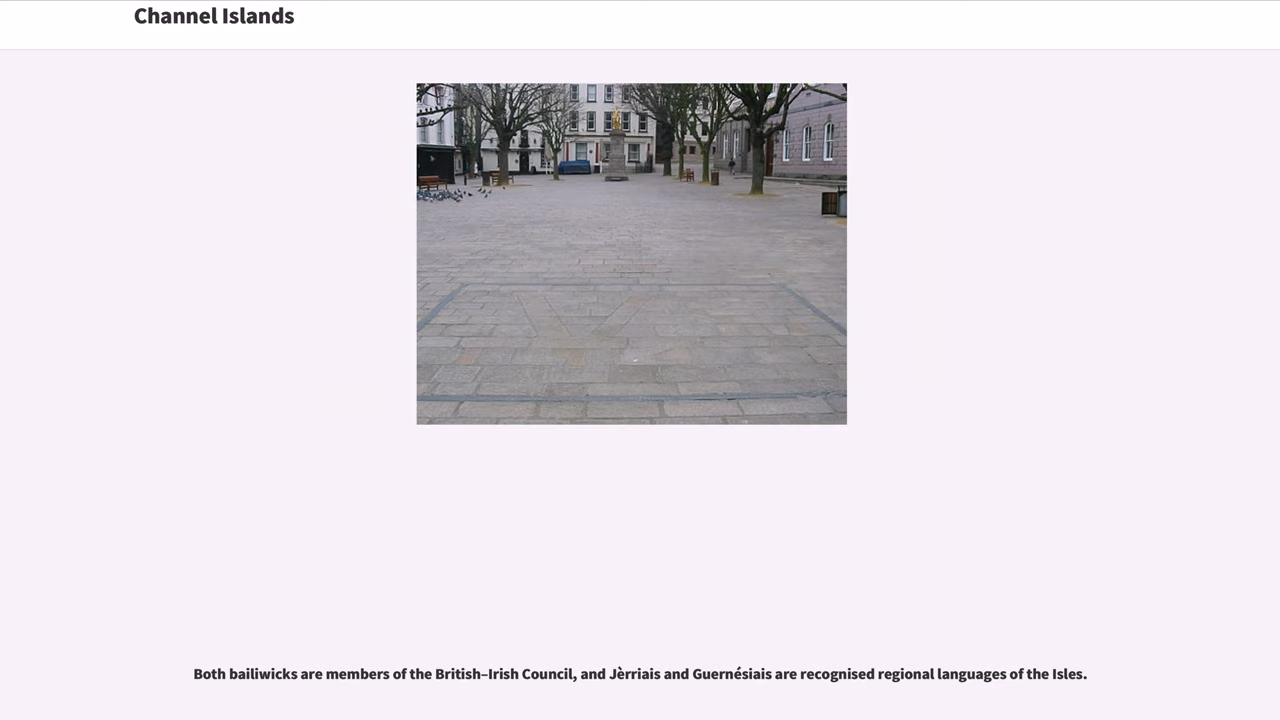 Channel Islands
Both bailiwicks are members of the British–Irish Council, and Jèrriais and Guernésiais are recognised regional languages of the Isles.